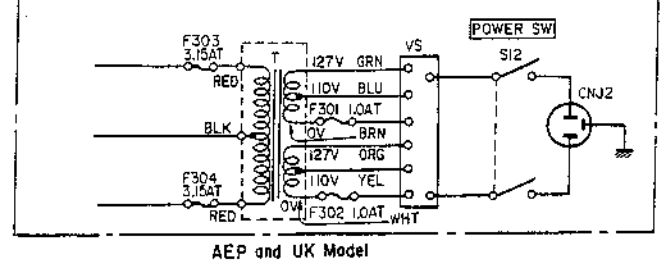 POWER SWI
F303
3.15AT
RED
T
127V GRN
VS
S12
110V BLU
CNJ2
F301 1.0AT
BLK
0V BRN
127V ORG
F304
3.15AT
110V YEL
RED
0V
F302 1.0AT
WHT
AEP and UK Model